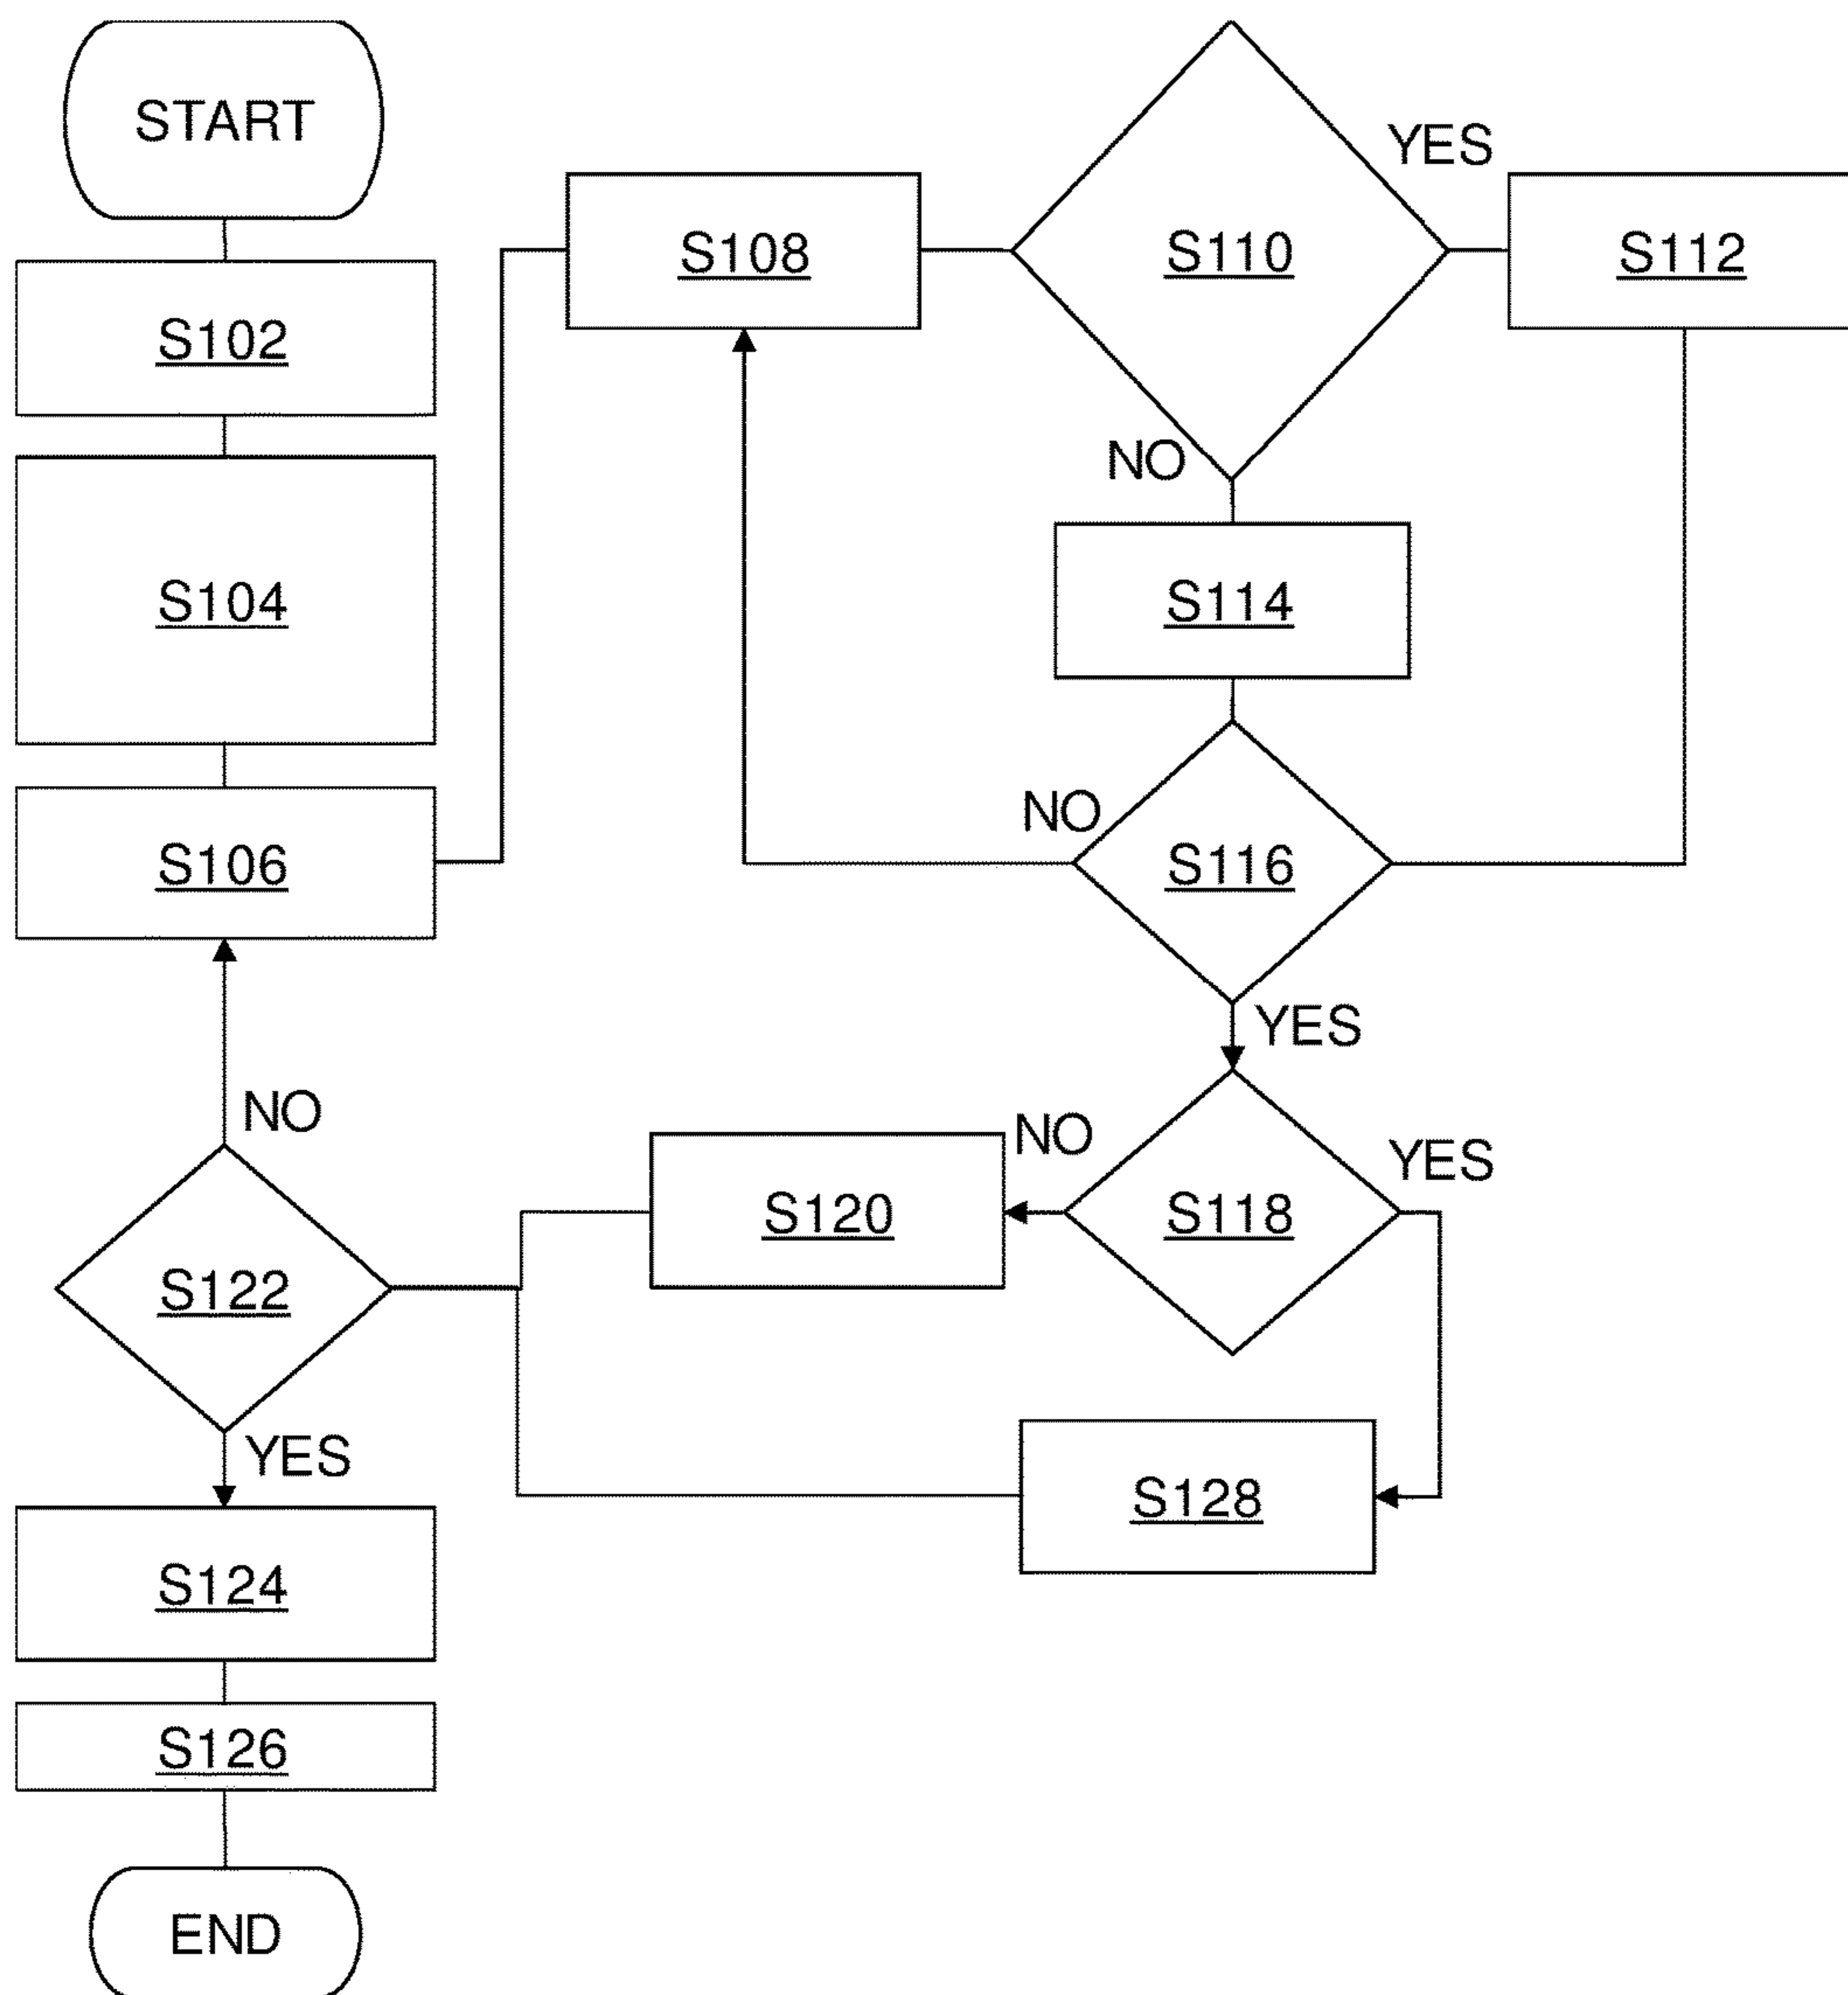 START
S102
S104
S106
S108
S110
YES
S112
NO
S114
NO
S116
YES
NO
S118
YES
S120
NO
S122
YES
S128
S124
S126
END